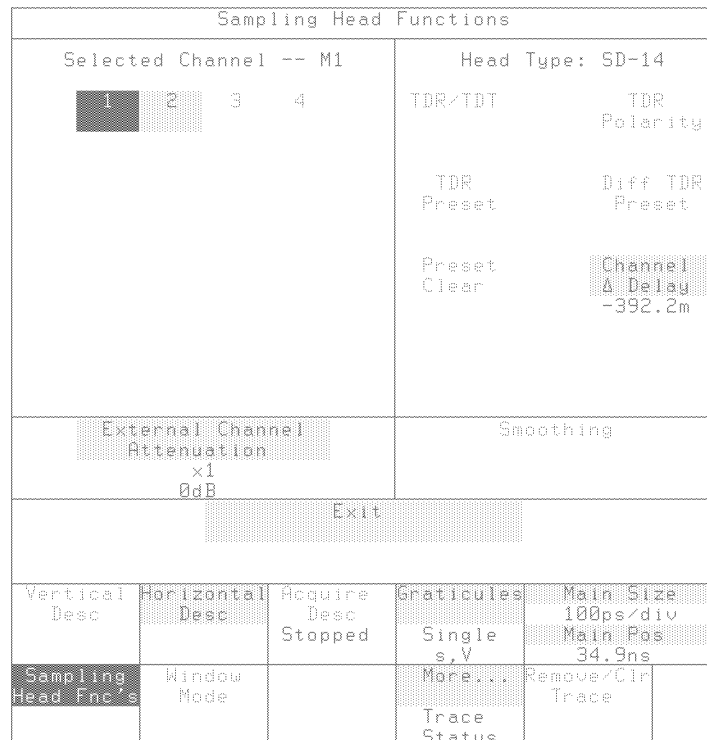 Sampling Head Functions
Selected Channel -- M1
1 2 3 4
Head Type: SD-14
TDR/TDT
TDR
Polarity
TDR
Preset
Diff TDR
Preset
Preset
Clear
Channel
Δ Delay
-392.2m
External Channel
Attenuation
x1
0dB
Smoothing
Exit
Vertical
Desc
Horizontal
Desc
Acquire
Desc
Stopped
Graticules
Single
s,V
Main Size
100ps/div
Main Pos
34.9ns
Sampling
Head Fnc's
Window
Mode
More...
Trace
Status
Remove/Clr
Trace